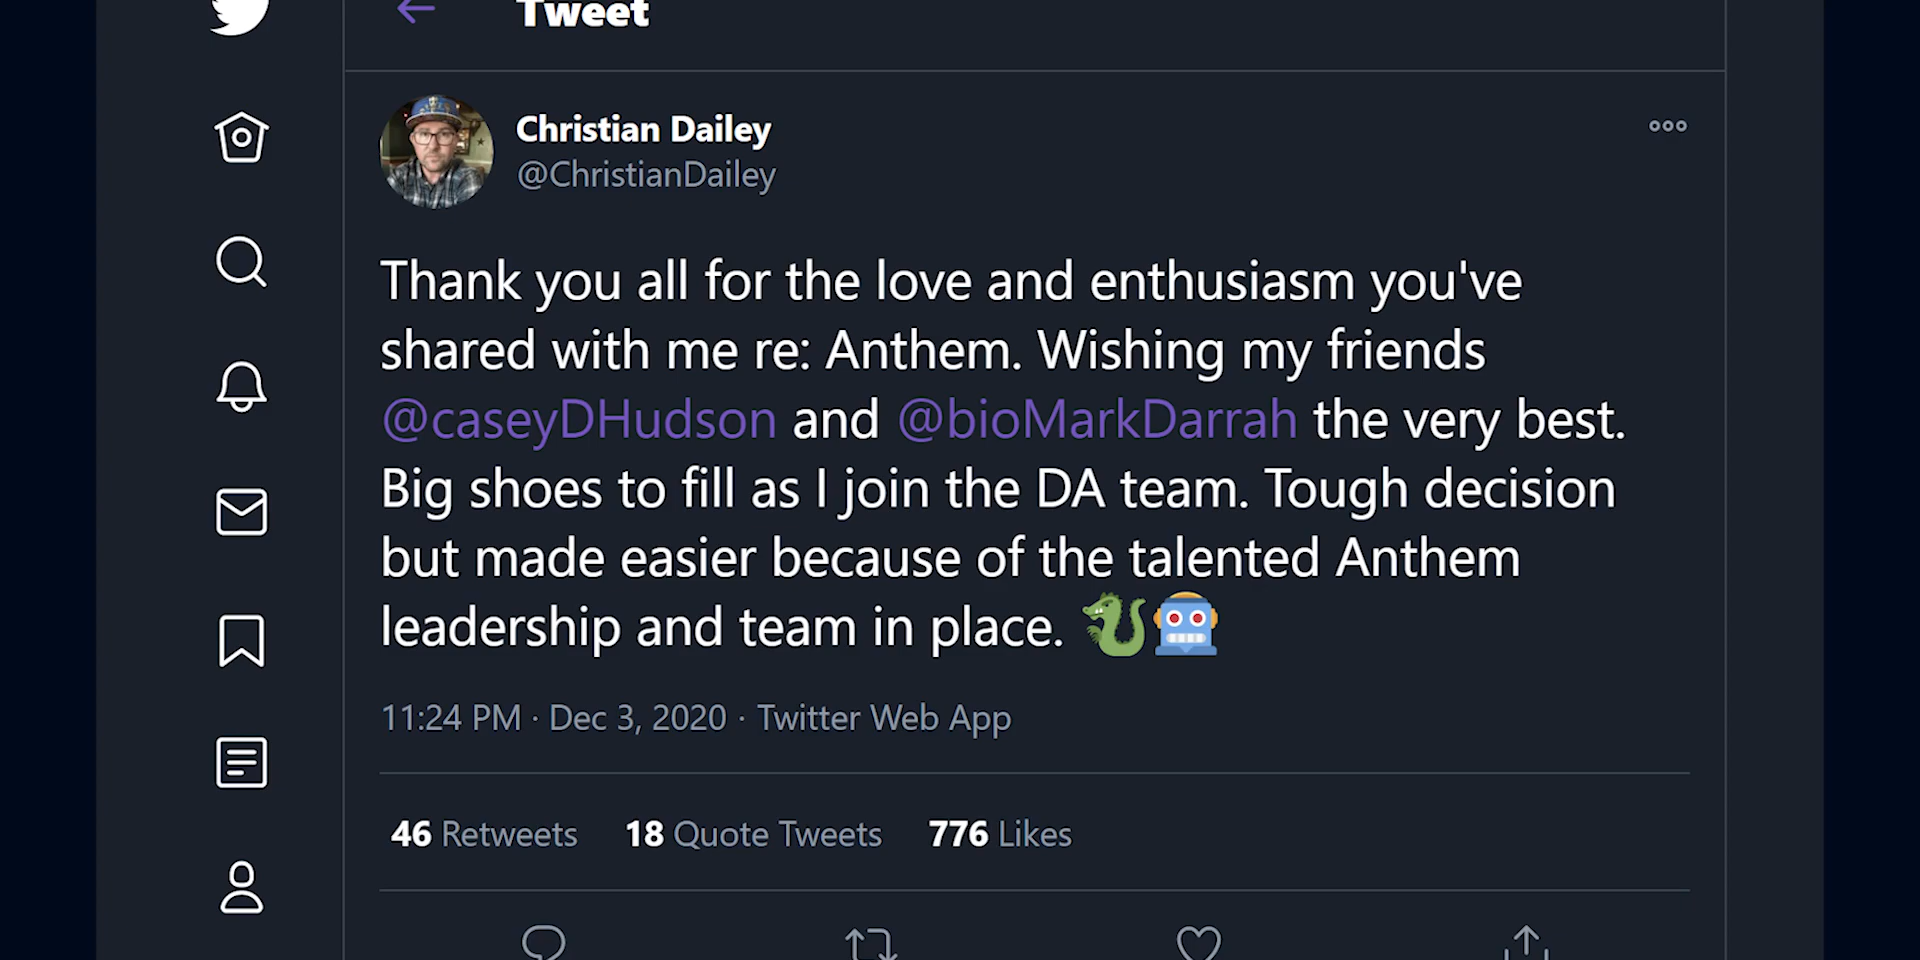 Tweet
Christian Dailey
@ChristianDailey
Thank you all for the love and enthusiasm you've
shared with me re: Anthem. Wishing my friends
@caseyDHudson and @bioMarkDarrah the very best.
Big shoes to fill as I join the DA team. Tough decision
but made easier because of the talented Anthem
leadership and team in place. 🐉🤖
11:24 PM · Dec 3, 2020 · Twitter Web App
46 Retweets 18 Quote Tweets 776 Likes